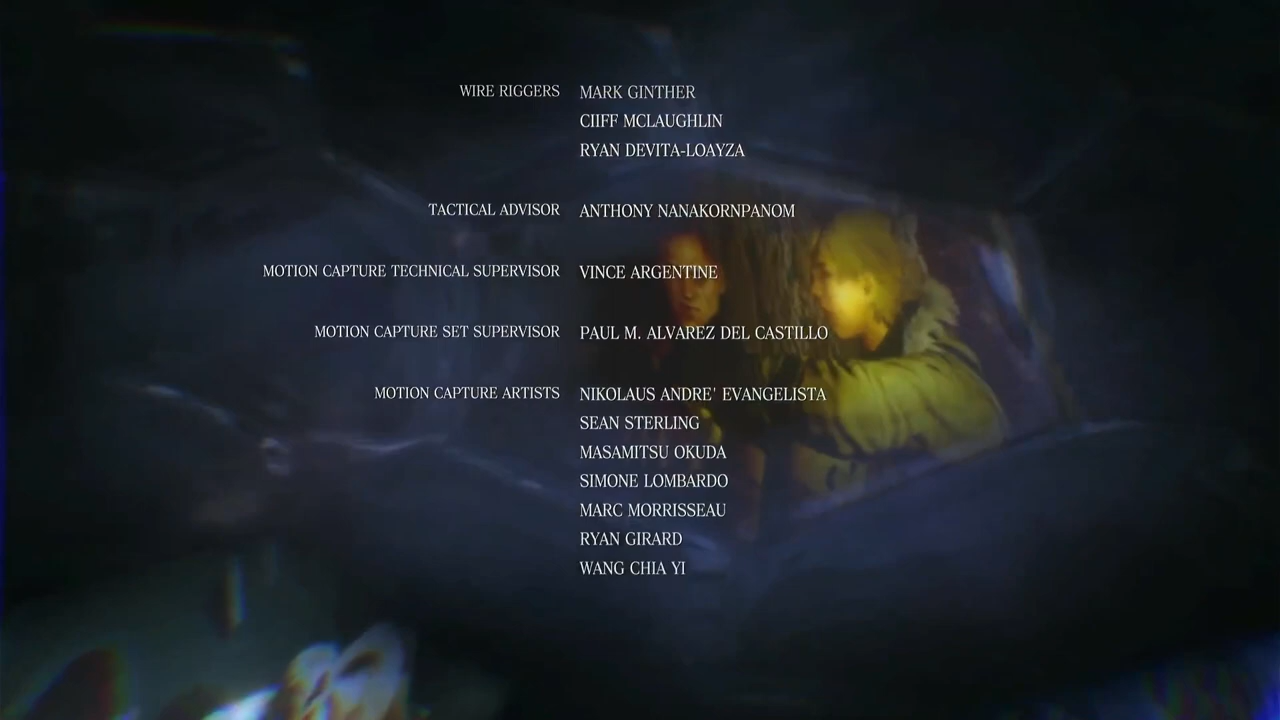 WIRE RIGGERS MARK GINTHER
CIIFF MCLAUGHLIN
RYAN DEVITA-LOAYZA
TACTICAL ADVISOR ANTHONY NANAKORNPANOM
MOTION CAPTURE TECHNICAL SUPERVISOR VINCE ARGENTINE
MOTION CAPTURE SET SUPERVISOR PAUL M. ALVAREZ DEL CASTILLO
MOTION CAPTURE ARTISTS NIKOLAUS ANDRE' EVANGELISTA
SEAN STERLING
MASAMITSU OKUDA
SIMONE LOMBARDO
MARC MORRISSEAU
RYAN GIRARD
WANG CHIA YI